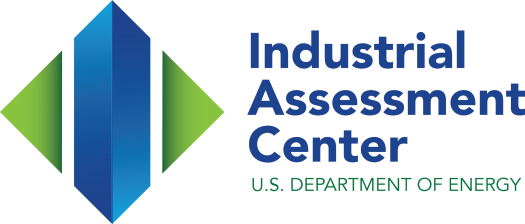 Industrial
Assessment
Center
U.S. DEPARTMENT OF ENERGY